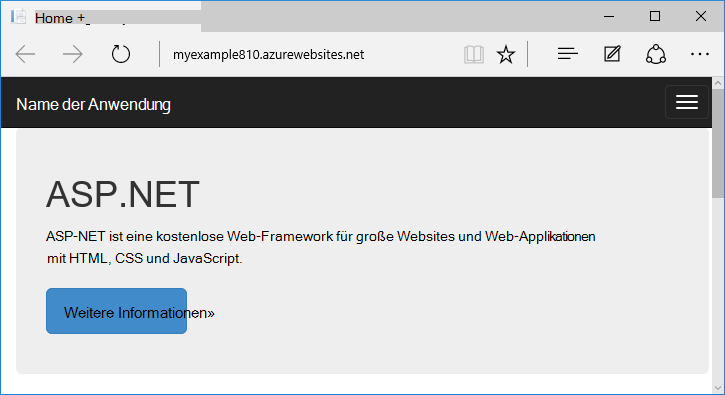 Home +
myexample810.azurewebsites.net
Name der Anwendung
ASP.NET
ASP-NET ist eine kostenlose Web-Framework für große Websites und Web-Applikationen
mit HTML, CSS und JavaScript.
Weitere Informationen»